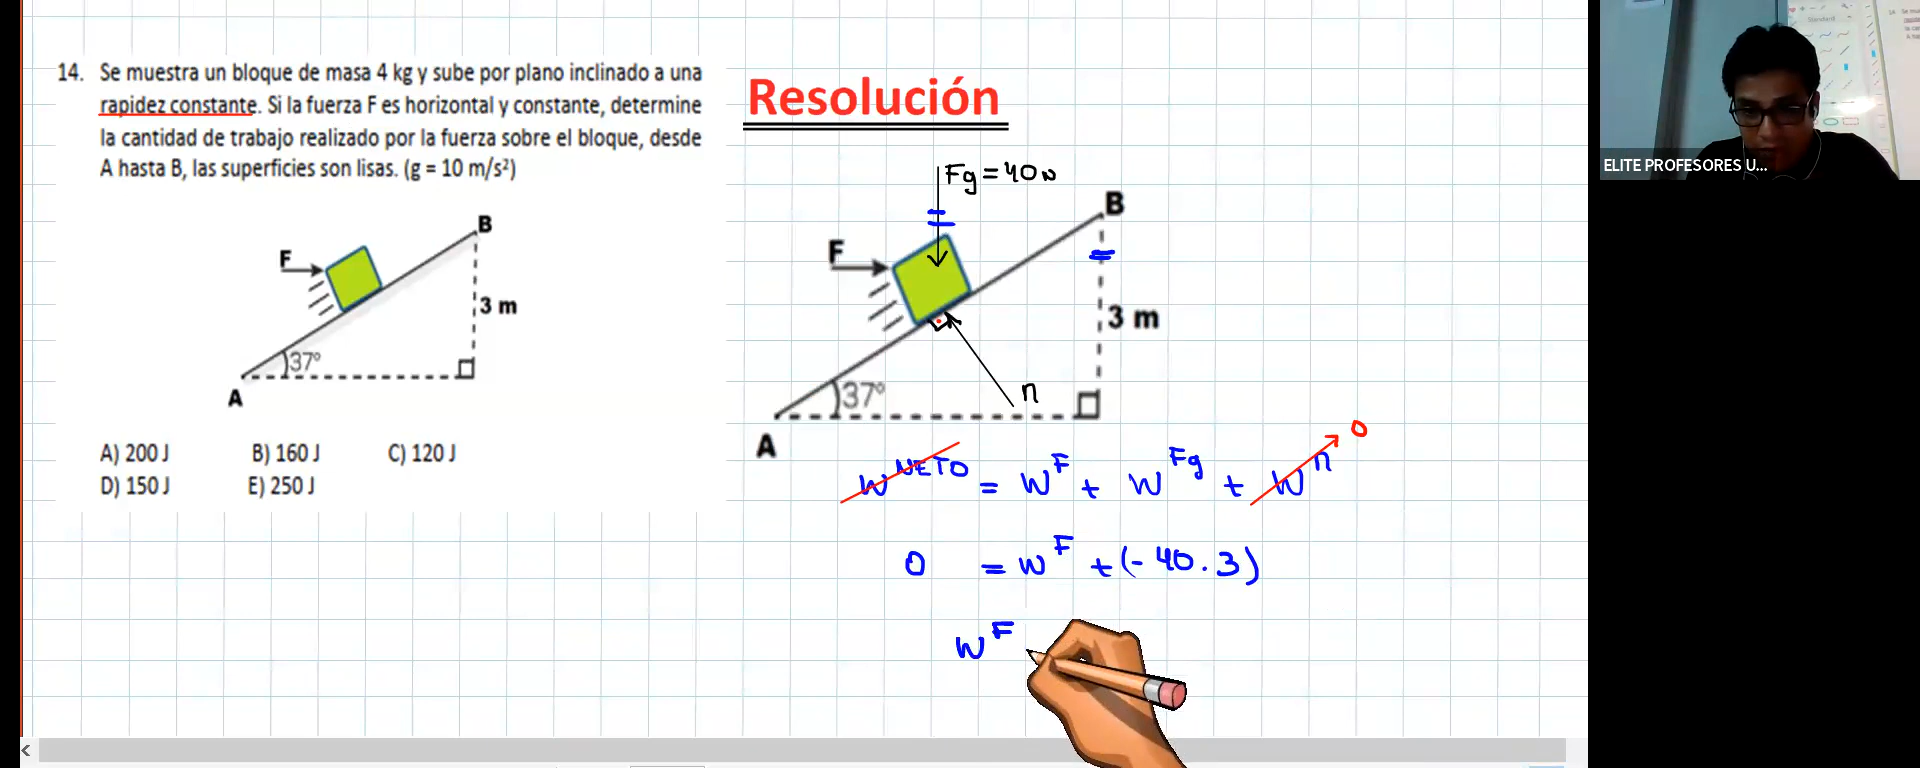 14. Se muestra un bloque de masa 4 kg y sube por plano inclinado a una
rapidez constante. Si la fuerza F es horizontal y constante, determine
la cantidad de trabajo realizado por la fuerza sobre el bloque, desde
A hasta B, las superficies son lisas. (g = 10 m/s²)
B
F
3 m
37°
A
A) 200 J B) 160 J C) 120 J
D) 150 J E) 250 J
Resolución
Fg = 40 N
B
F
3 m
n
37°
A
W^NETO = W^F + W^Fg + W^n 0
0 = W^F + (- 40 . 3)
W^F
ELITE PROFESORES U...